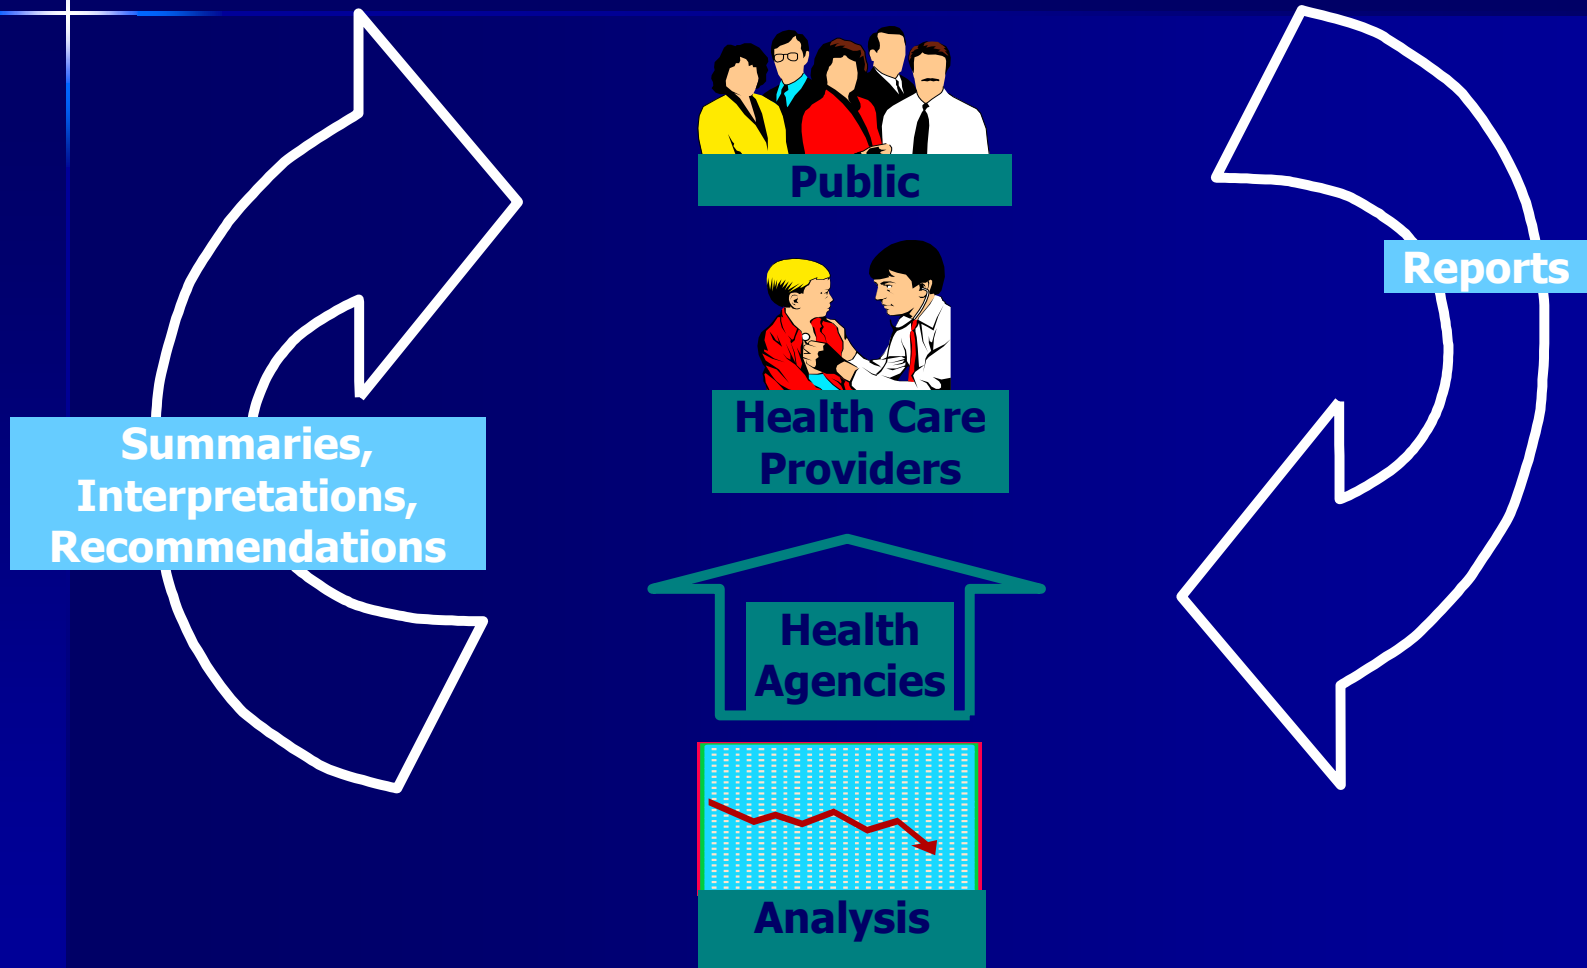 Public
Reports
Health Care
Providers
Summaries,
Interpretations,
Recommendations
Health
Agencies
Analysis